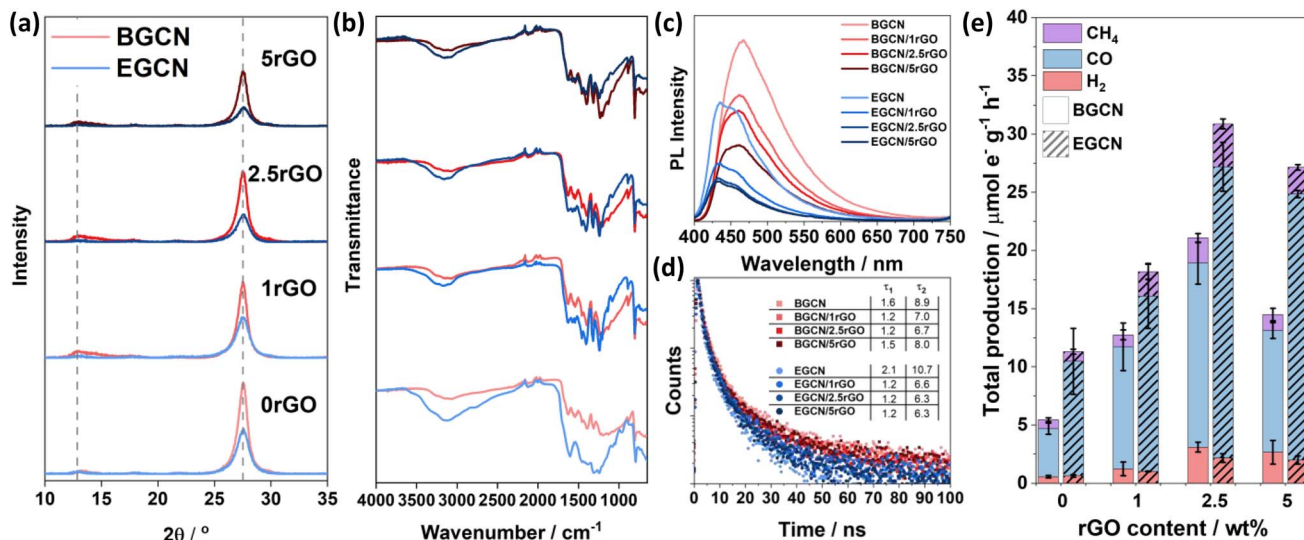 (a)
BGCN
EGCN
5rGO
2.5rGO
1rGO
0rGO
Intensity
10 15 20 25 30 35
2θ / °
(b)
Transmittance
4000 3500 3000 2500 2000 1500 1000
Wavenumber / cm⁻¹
(c)
BGCN
BGCN/1rGO
BGCN/2.5rGO
BGCN/5rGO
EGCN
EGCN/1rGO
EGCN/2.5rGO
EGCN/5rGO
PL Intensity
400 450 500 550 600 650 700 750
Wavelength / nm
(d)
τ₁ τ₂
BGCN 1.6 8.9
BGCN/1rGO 1.2 7.0
BGCN/2.5rGO 1.2 6.7
BGCN/5rGO 1.5 8.0
EGCN 2.1 10.7
EGCN/1rGO 1.2 6.6
EGCN/2.5rGO 1.2 6.3
EGCN/5rGO 1.2 6.3
Counts
0 10 20 30 40 50 60 70 80 90 100
Time / ns
(e)
CH₄
CO
H₂
BGCN
EGCN
Total production / μmol e⁻ g⁻¹ h⁻¹
40
35
30
25
20
15
10
5
0
0 1 2.5 5
rGO content / wt%